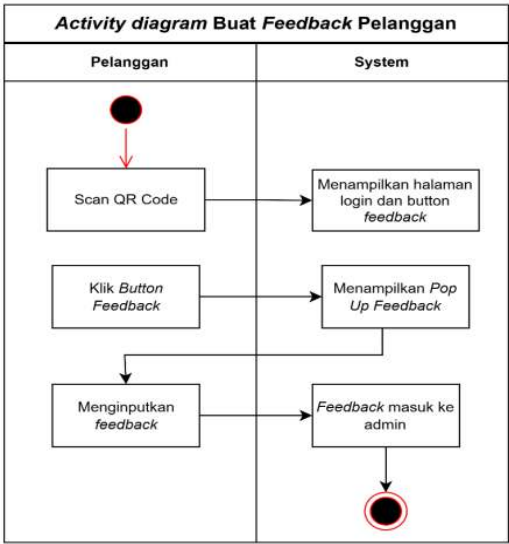 Activity diagram Buat Feedback Pelanggan
Pelanggan
System
Scan QR Code
Menampilkan halaman
login dan button
feedback
Klik Button
Feedback
Menampilkan Pop
Up Feedback
Menginputkan
feedback
Feedback masuk ke
admin